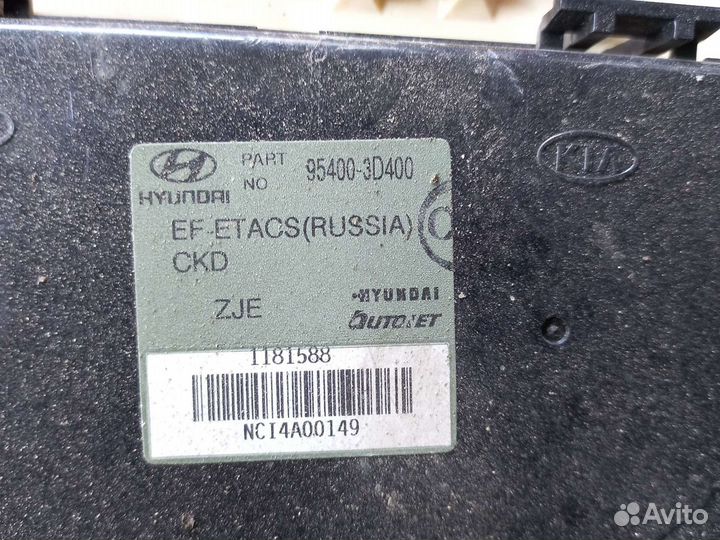 PART NO 95400-3D400
HYUNDAI
KIA
EF-ETACS(RUSSIA)
CKD
ZJE
HYUNDAI
AUTONET
1181588
NCI4A00149
Avito